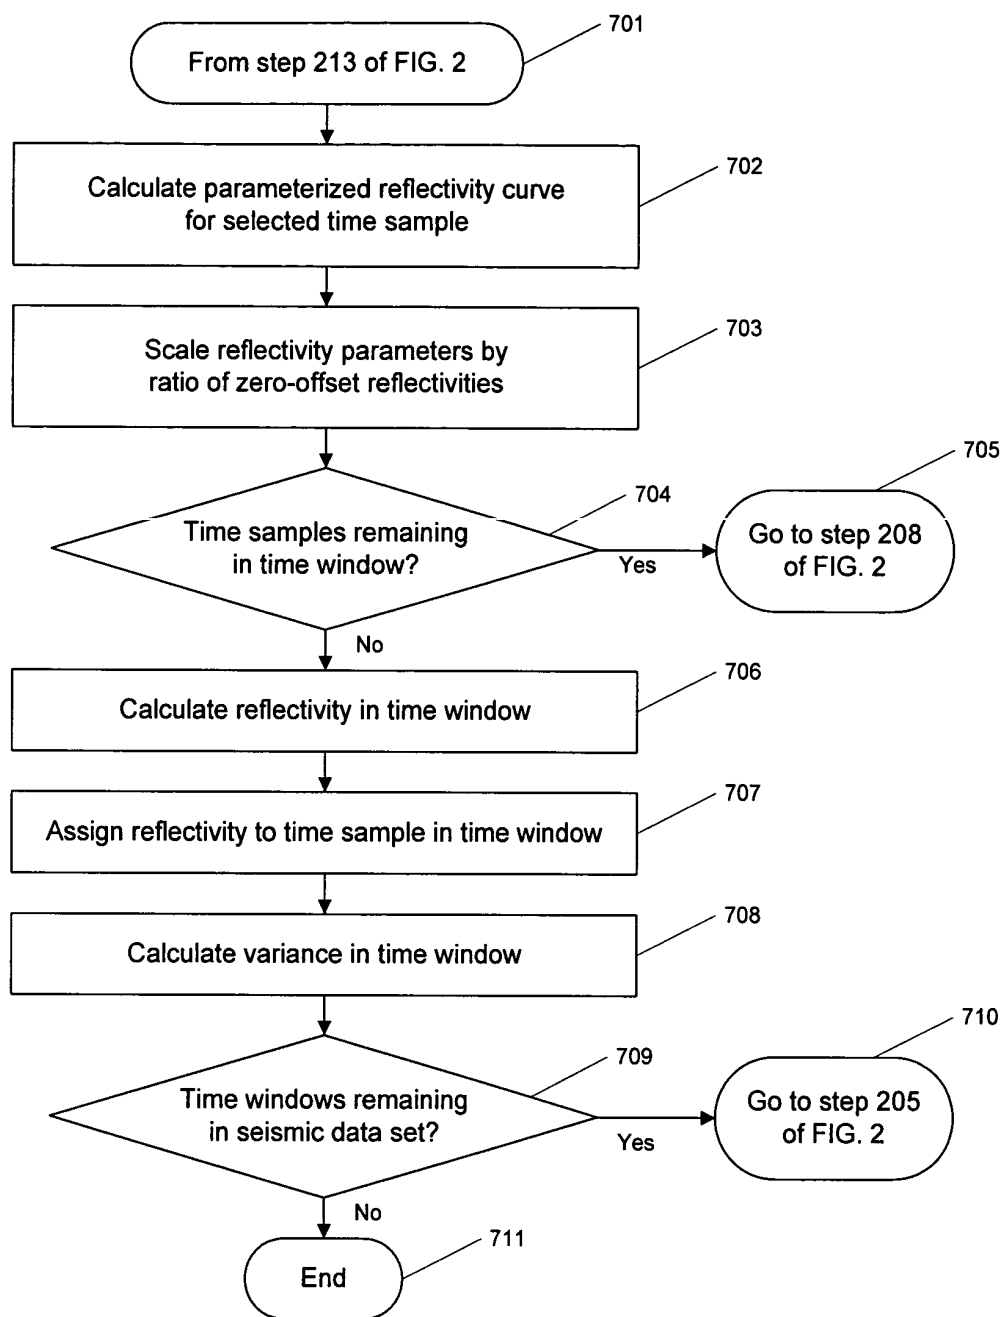 701
From step 213 of FIG. 2
702
Calculate parameterized reflectivity curve
for selected time sample
703
Scale reflectivity parameters by
ratio of zero-offset reflectivities
704
Time samples remaining
in time window?
Yes
705
Go to step 208
of FIG. 2
No
706
Calculate reflectivity in time window
707
Assign reflectivity to time sample in time window
708
Calculate variance in time window
709
Time windows remaining
in seismic data set?
Yes
710
Go to step 205
of FIG. 2
No
711
End